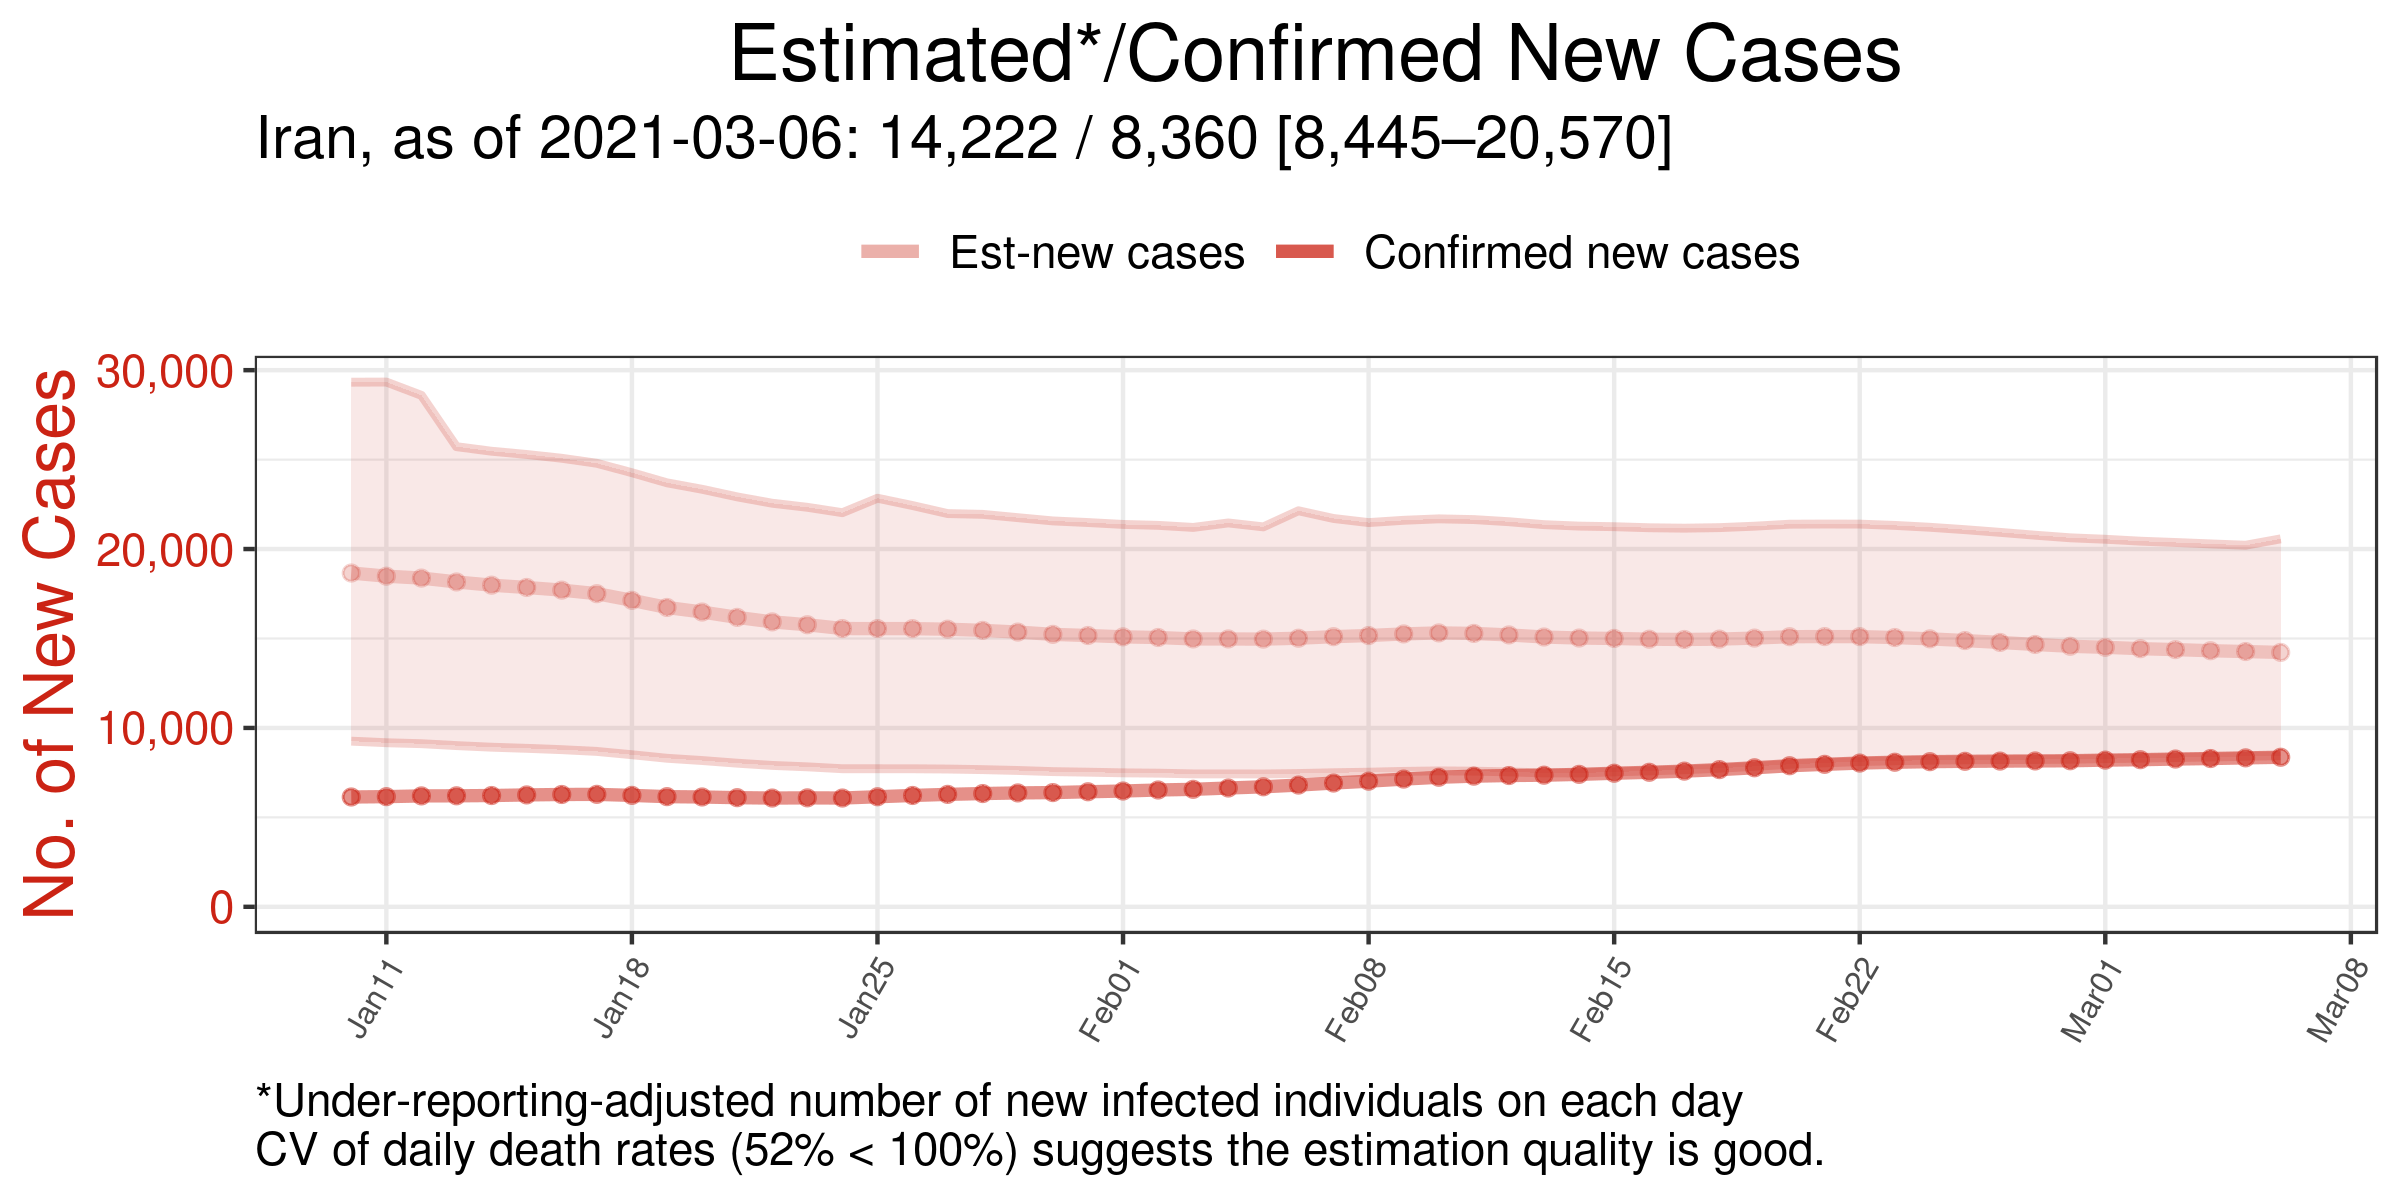 Estimated*/Confirmed New Cases
Iran, as of 2021-03-06: 14,222 / 8,360 [8,445–20,570]
Est-new cases
Confirmed new cases
No. of New Cases
30,000
20,000
10,000
0
Jan11
Jan18
Jan25
Feb01
Feb08
Feb15
Feb22
Mar01
Mar08
*Under-reporting-adjusted number of new infected individuals on each day
CV of daily death rates (52% < 100%) suggests the estimation quality is good.